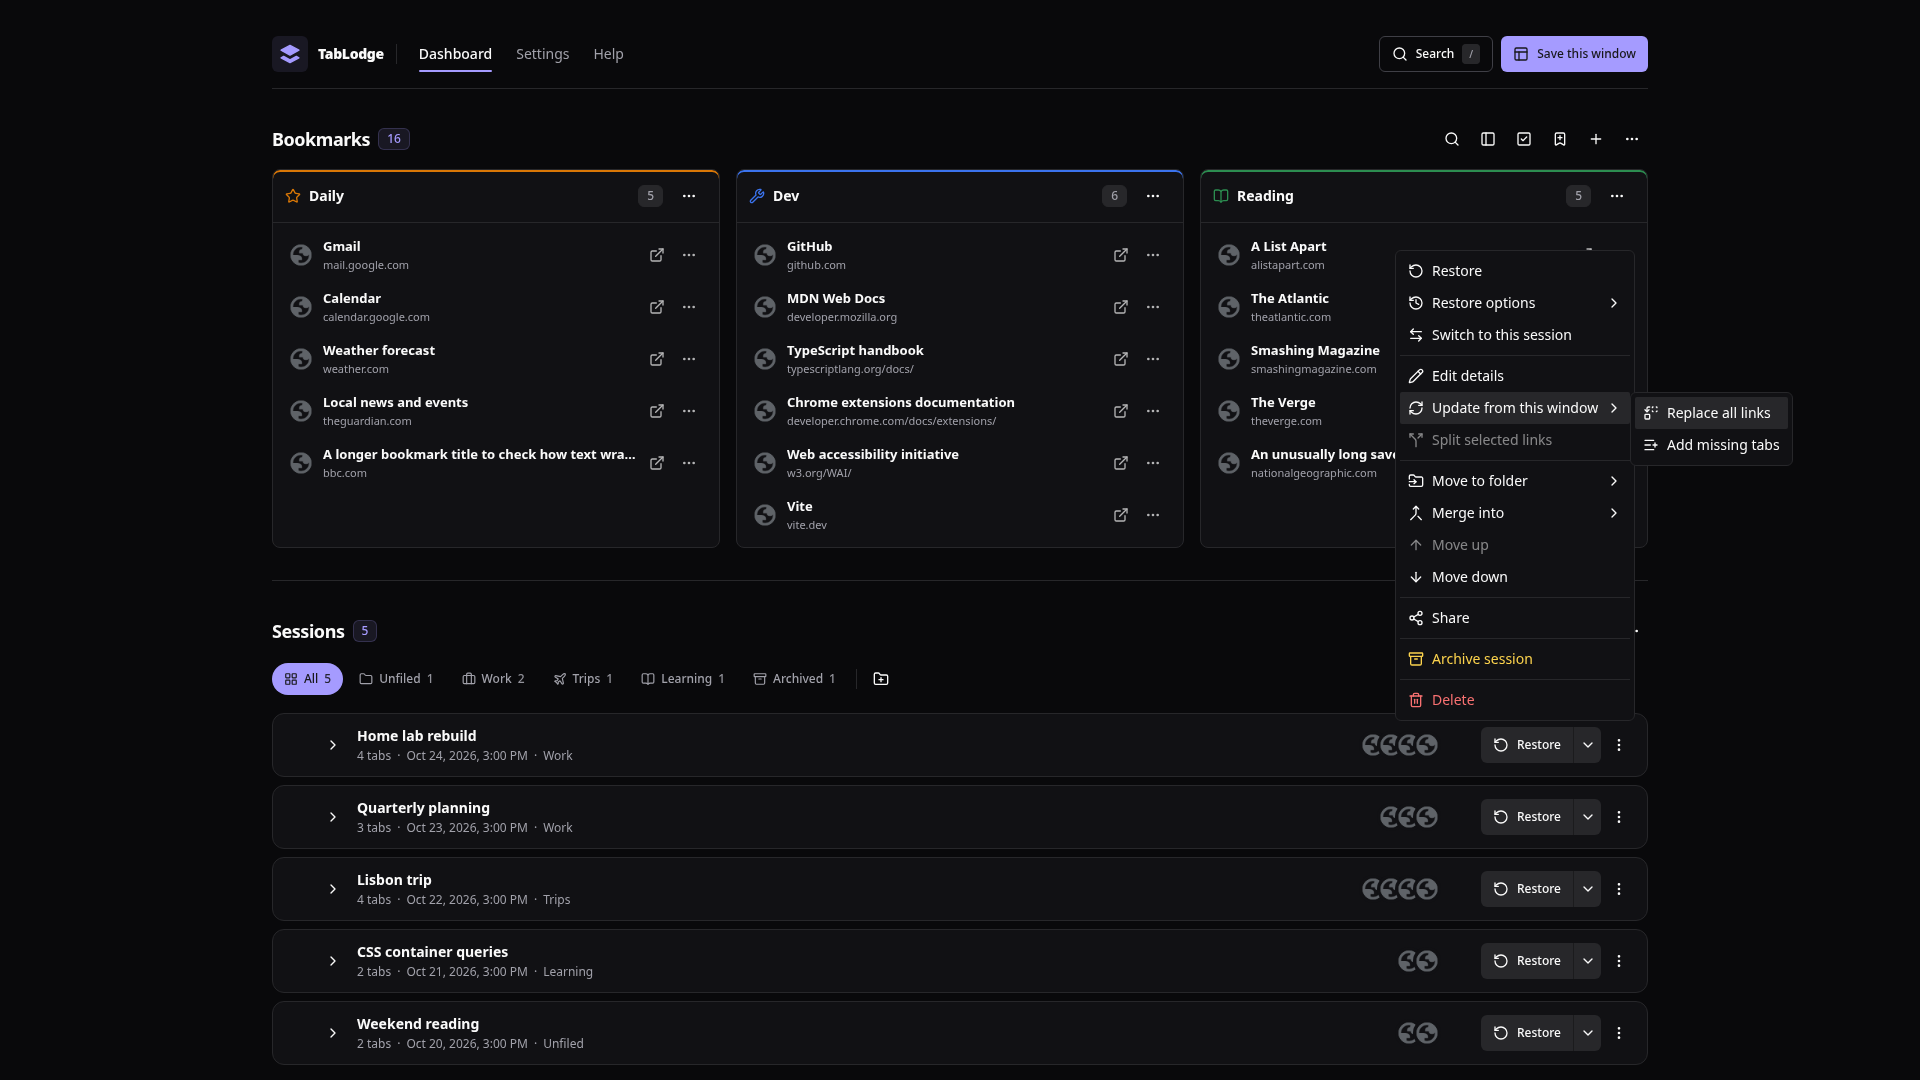 TabLodge
Dashboard
Settings
Help
Search /
Save this window
Bookmarks 16
Daily 5
Gmail
mail.google.com
Calendar
calendar.google.com
Weather forecast
weather.com
Local news and events
theguardian.com
A longer bookmark title to check how text wra...
bbc.com
Dev 6
GitHub
github.com
MDN Web Docs
developer.mozilla.org
TypeScript handbook
typescriptlang.org/docs/
Chrome extensions documentation
developer.chrome.com/docs/extensions/
Web accessibility initiative
w3.org/WAI/
Vite
vite.dev
Reading 5
A List Apart
alistapart.com
The Atlantic
theatlantic.com
Smashing Magazine
smashingmagazine.com
The Verge
theverge.com
An unusually long save
nationalgeographic.com
Restore
Restore options
Switch to this session
Edit details
Update from this window
Split selected links
Move to folder
Merge into
Move up
Move down
Share
Archive session
Delete
Replace all links
Add missing tabs
Sessions 5
All 5
Unfiled 1
Work 2
Trips 1
Learning 1
Archived 1
Home lab rebuild
4 tabs · Oct 24, 2026, 3:00 PM · Work
Restore
Quarterly planning
3 tabs · Oct 23, 2026, 3:00 PM · Work
Restore
Lisbon trip
4 tabs · Oct 22, 2026, 3:00 PM · Trips
Restore
CSS container queries
2 tabs · Oct 21, 2026, 3:00 PM · Learning
Restore
Weekend reading
2 tabs · Oct 20, 2026, 3:00 PM · Unfiled
Restore